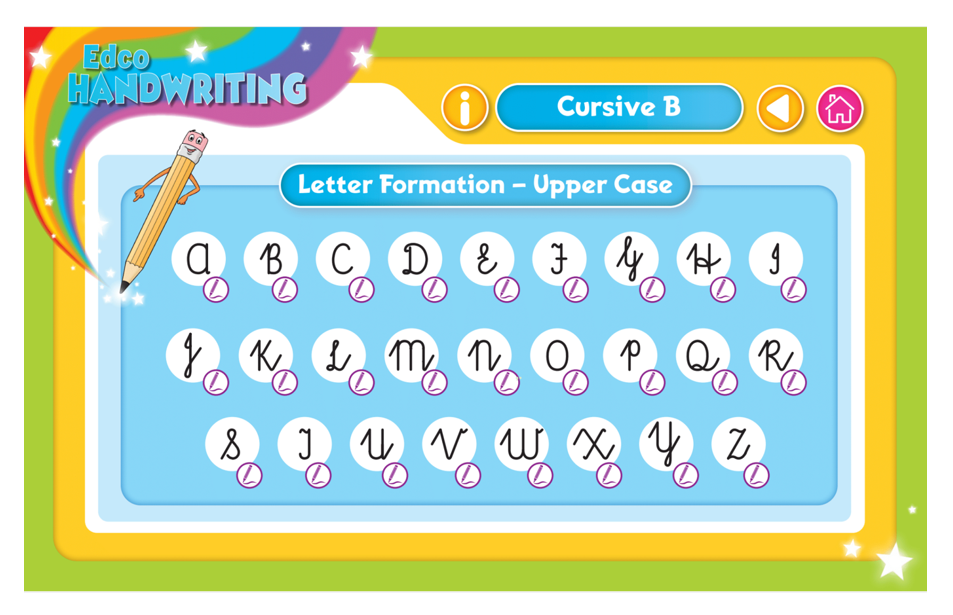 Edco
HANDWRITING
i
Cursive B
Letter Formation – Upper Case
A B C D E F G H I
J K L M N O P Q R
S T U V W X Y Z